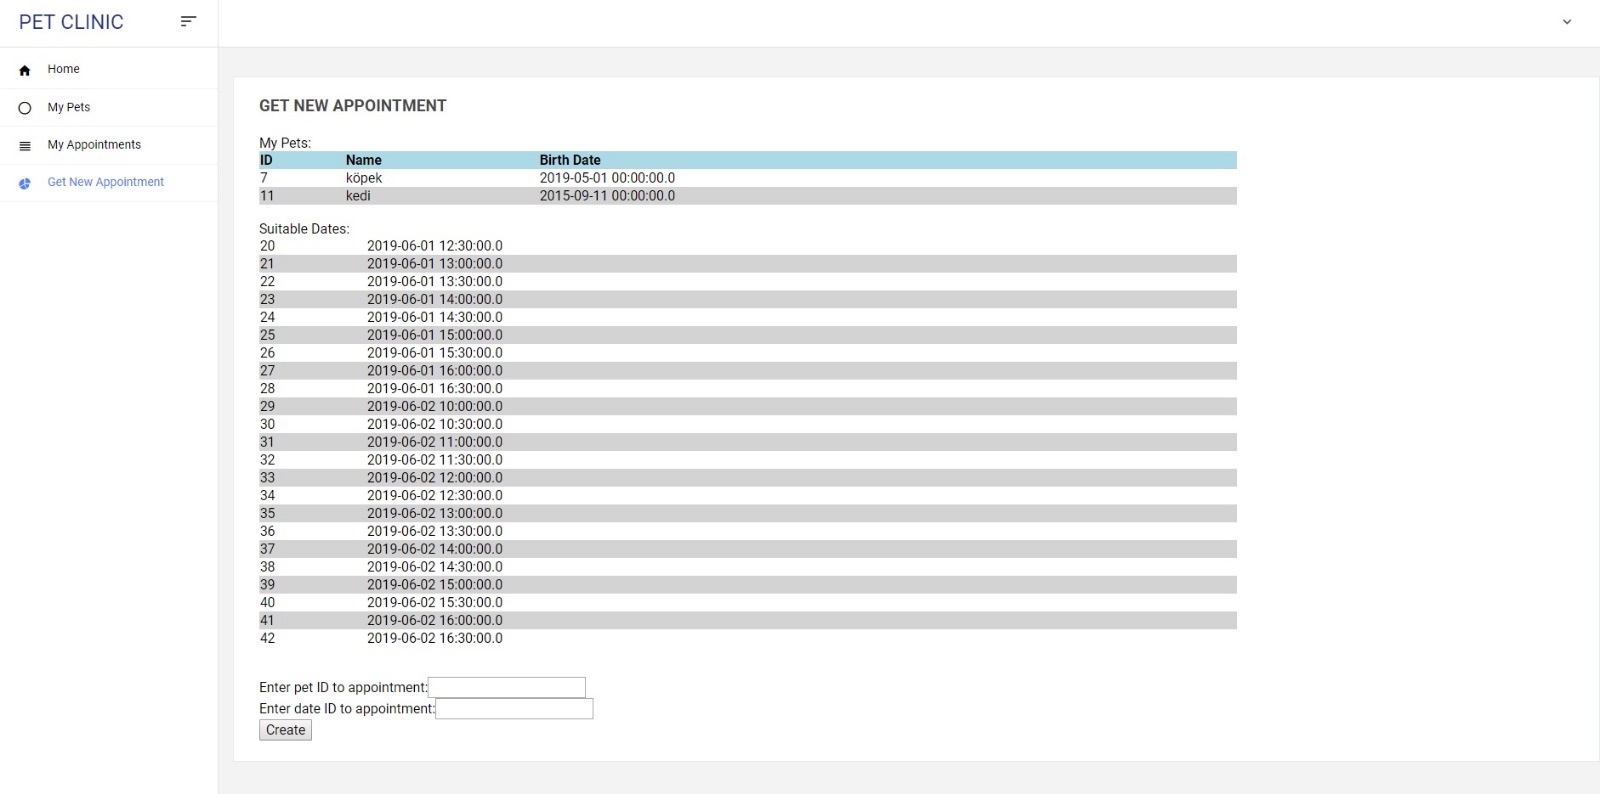 PET CLINIC
Home
My Pets
My Appointments
Get New Appointment
GET NEW APPOINTMENT
My Pets:
ID Name Birth Date
7 köpek 2019-05-01 00:00:00.0
11 kedi 2015-09-11 00:00:00.0
Suitable Dates:
20 2019-06-01 12:30:00.0
21 2019-06-01 13:00:00.0
22 2019-06-01 13:30:00.0
23 2019-06-01 14:00:00.0
24 2019-06-01 14:30:00.0
25 2019-06-01 15:00:00.0
26 2019-06-01 15:30:00.0
27 2019-06-01 16:00:00.0
28 2019-06-01 16:30:00.0
29 2019-06-02 10:00:00.0
30 2019-06-02 10:30:00.0
31 2019-06-02 11:00:00.0
32 2019-06-02 11:30:00.0
33 2019-06-02 12:00:00.0
34 2019-06-02 12:30:00.0
35 2019-06-02 13:00:00.0
36 2019-06-02 13:30:00.0
37 2019-06-02 14:00:00.0
38 2019-06-02 14:30:00.0
39 2019-06-02 15:00:00.0
40 2019-06-02 15:30:00.0
41 2019-06-02 16:00:00.0
42 2019-06-02 16:30:00.0
Enter pet ID to appointment:
Enter date ID to appointment:
Create